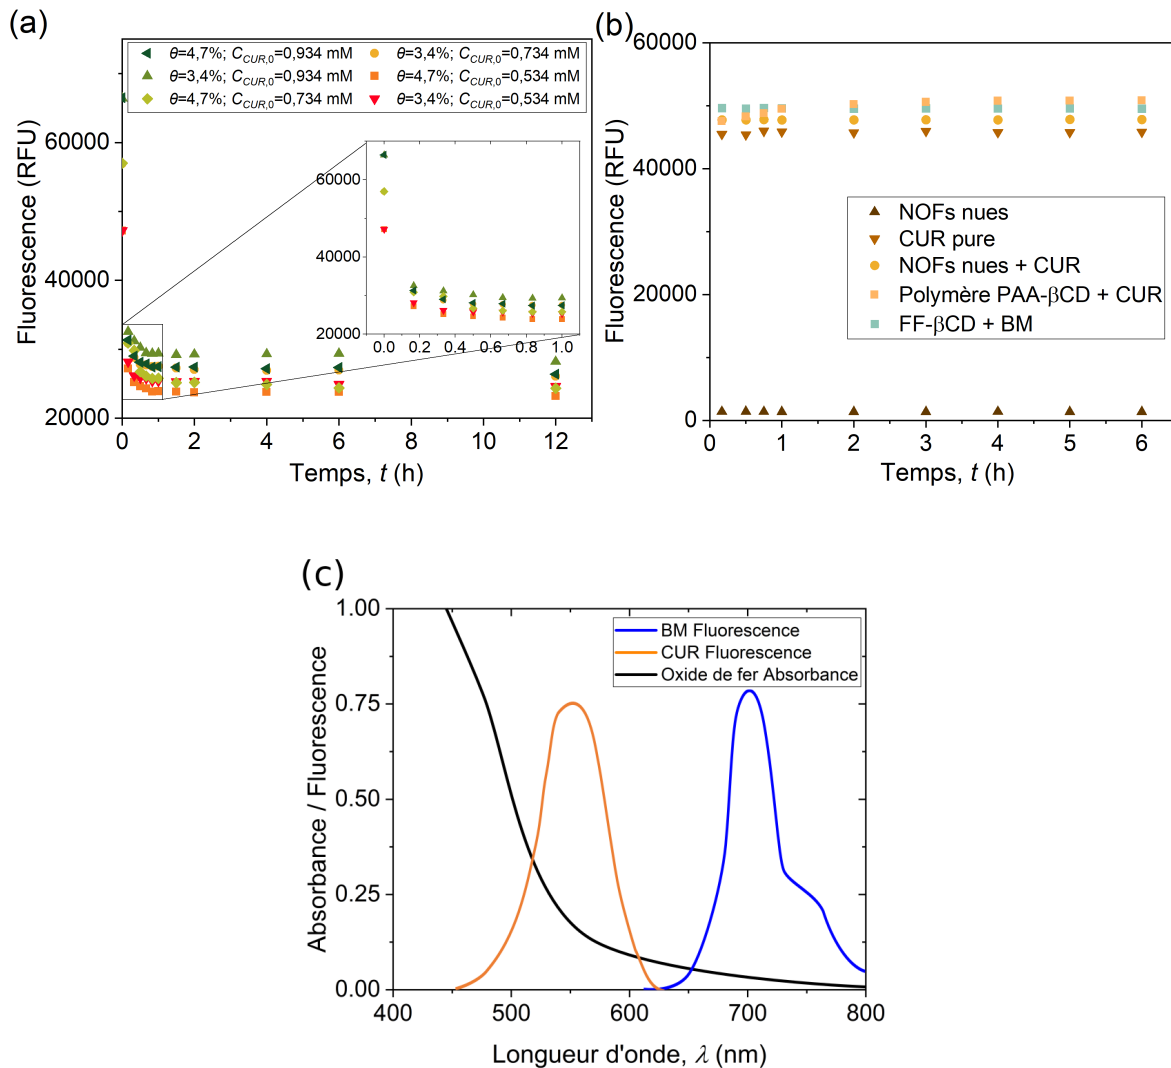 (a)
Fluorescence (RFU)
60000
40000
20000
θ=4,7%; C_CUR,0=0,934 mM
θ=3,4%; C_CUR,0=0,934 mM
θ=4,7%; C_CUR,0=0,734 mM
θ=3,4%; C_CUR,0=0,734 mM
θ=4,7%; C_CUR,0=0,534 mM
θ=3,4%; C_CUR,0=0,534 mM
60000
40000
20000
0.0 0.2 0.4 0.6 0.8 1.0
0 2 4 6 8 10 12
Temps, t (h)
(b)
Fluorescence (RFU)
60000
40000
20000
0
NOFs nues
CUR pure
NOFs nues + CUR
Polymère PAA-βCD + CUR
FF-βCD + BM
0 1 2 3 4 5 6
Temps, t (h)
(c)
Absorbance / Fluorescence
1.00
0.75
0.50
0.25
0.00
BM Fluorescence
CUR Fluorescence
Oxide de fer Absorbance
400 500 600 700 800
Longueur d'onde, λ (nm)